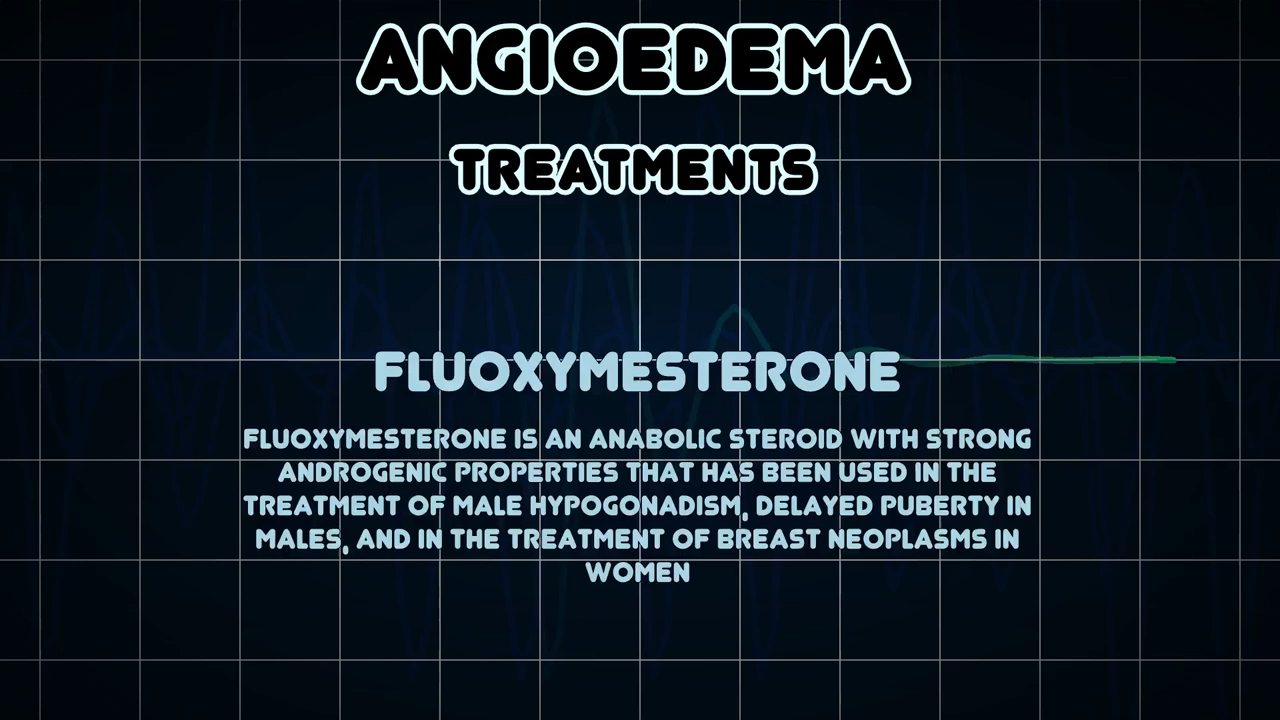 ANGIOEDEMA
TREATMENTS
FLUOXYMESTERONE
FLUOXYMESTERONE IS AN ANABOLIC STEROID WITH STRONG
ANDROGENIC PROPERTIES THAT HAS BEEN USED IN THE
TREATMENT OF MALE HYPOGONADISM, DELAYED PUBERTY IN
MALES, AND IN THE TREATMENT OF BREAST NEOPLASMS IN
WOMEN